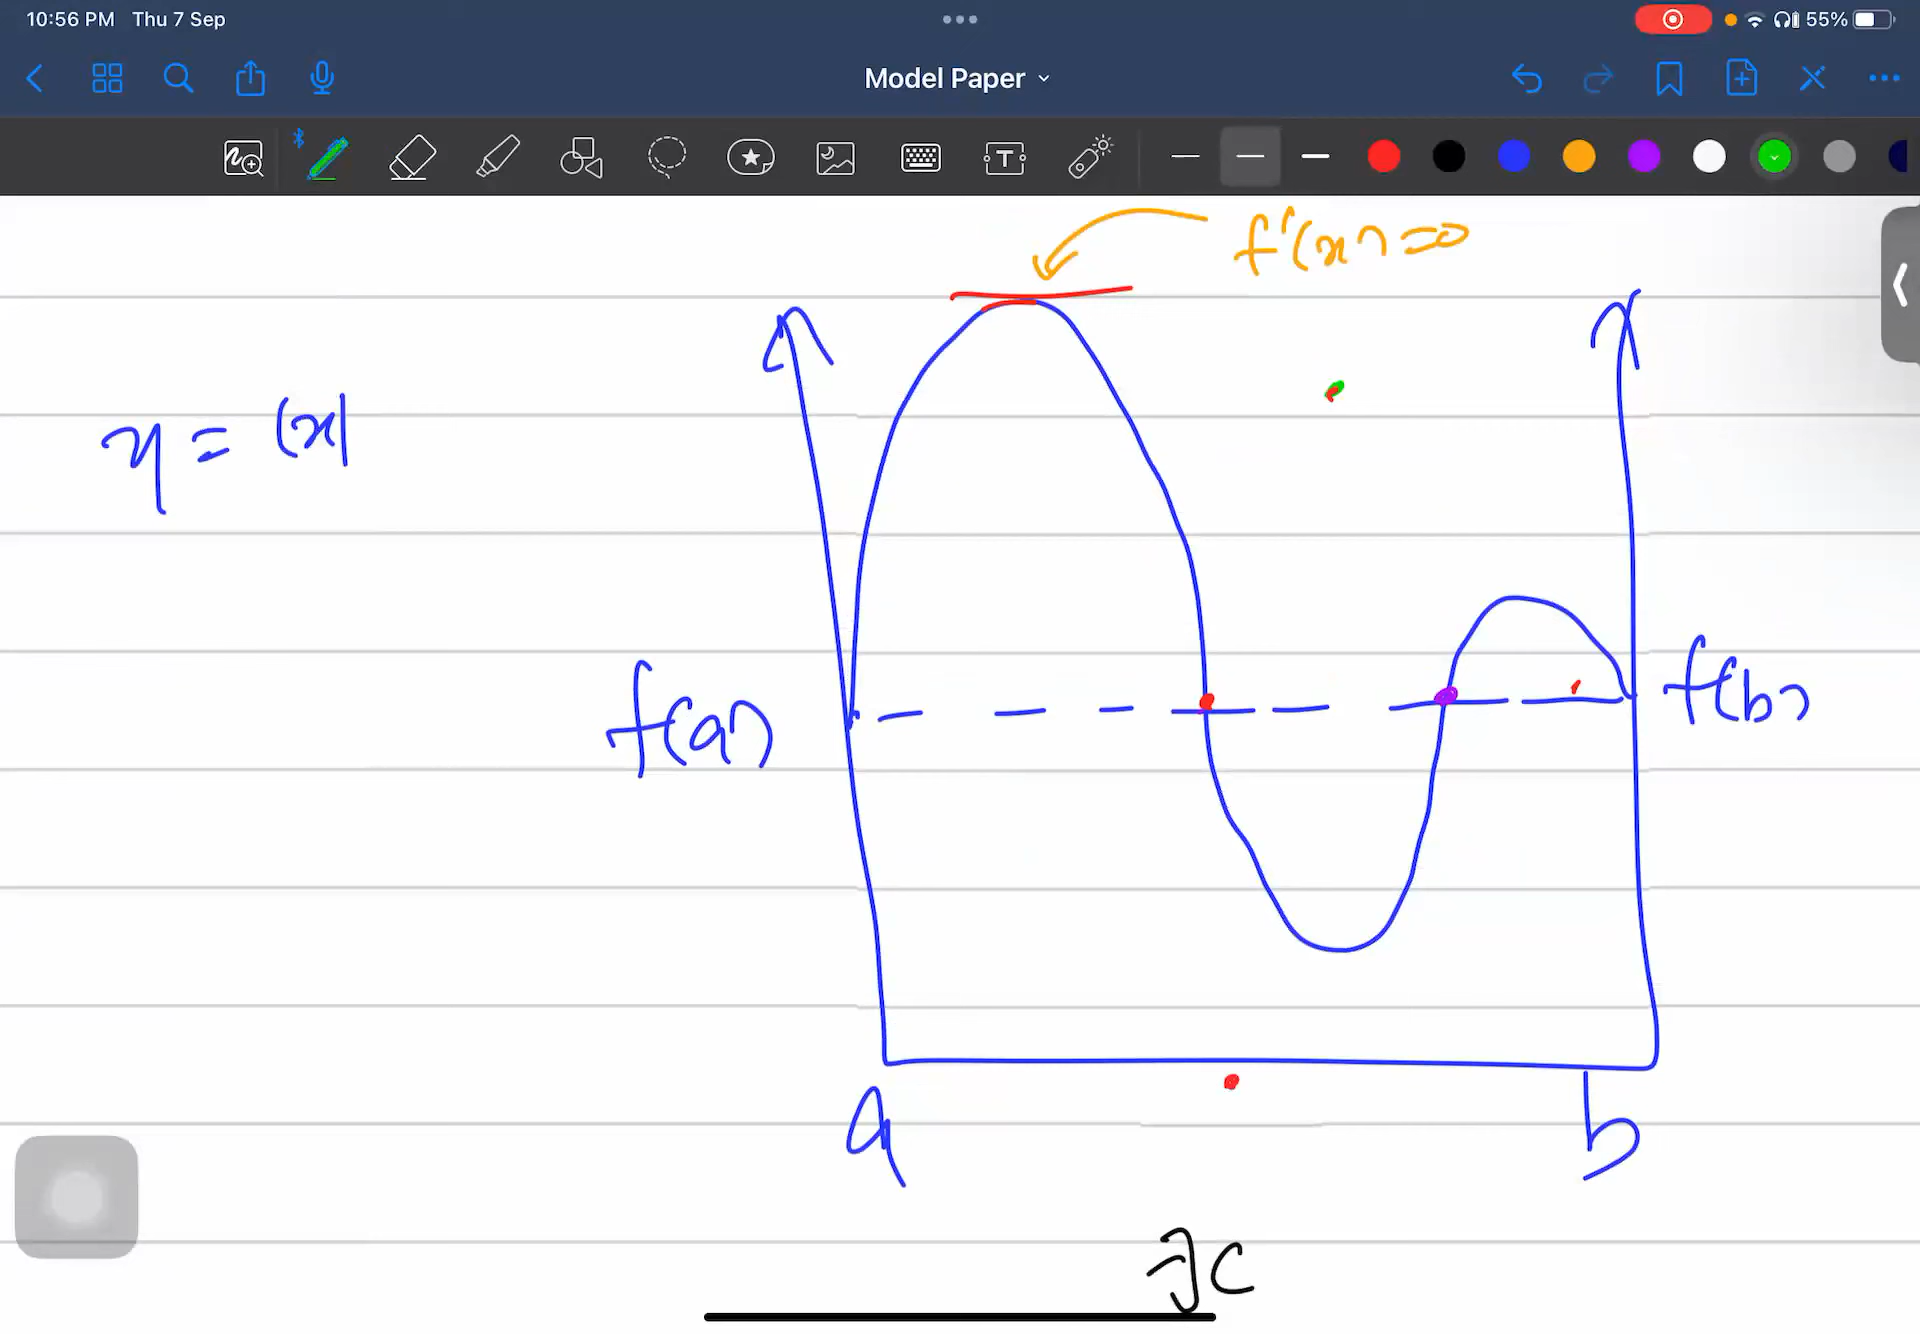 10:56 PM Thu 7 Sep
55%
Model Paper
T
f'(x)=0
y = |x|
f(a)
f(b)
a
b
∃c